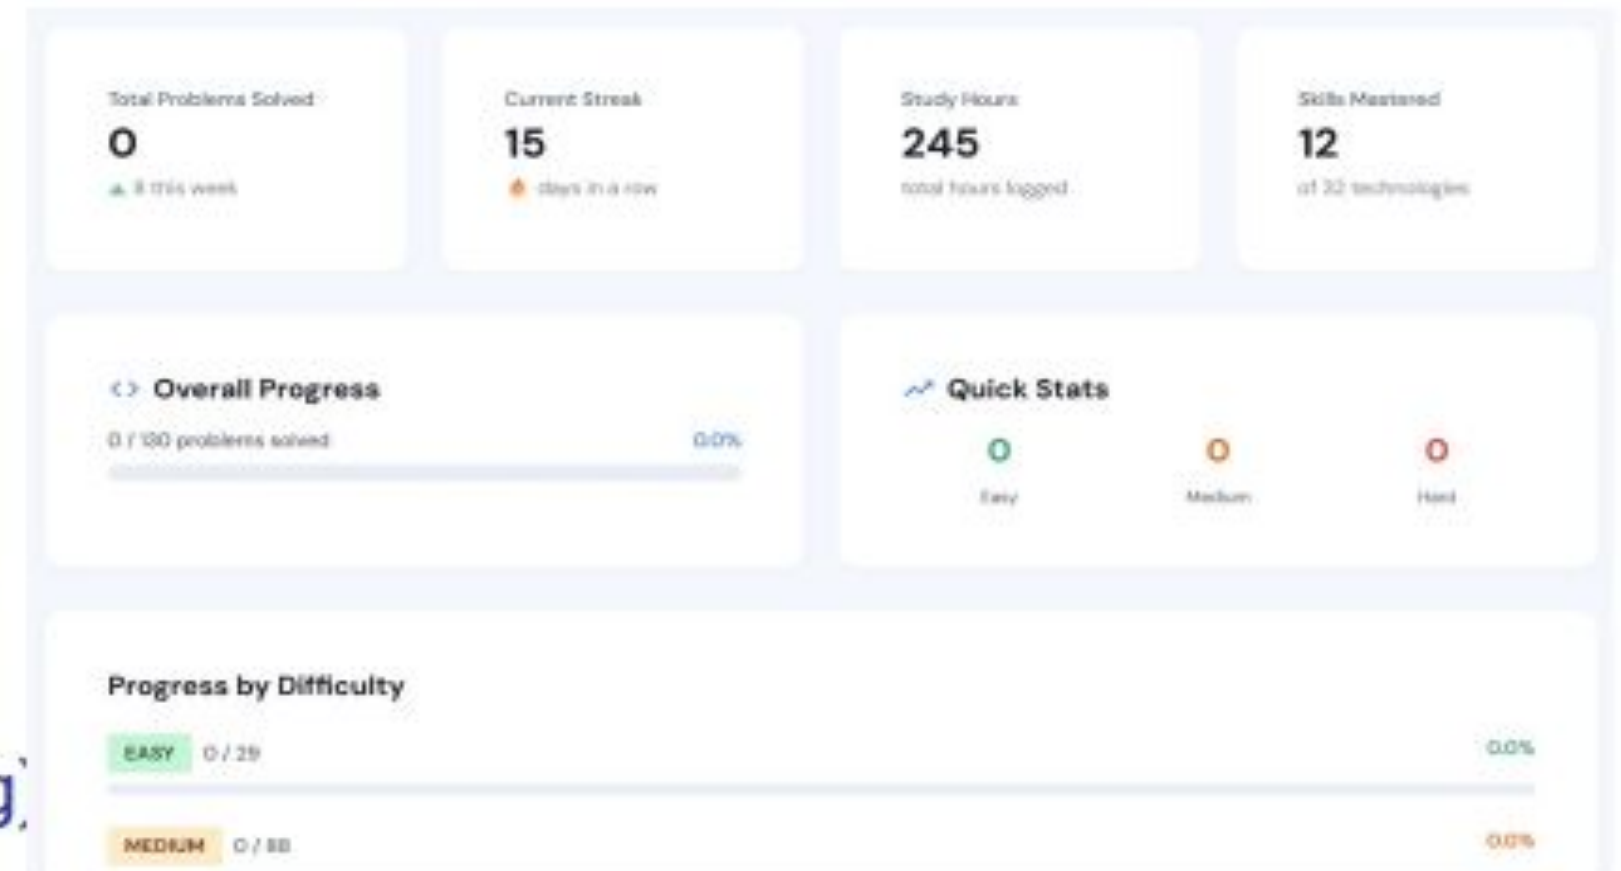 Total Problems Solved
0
8 this week
Current Streak
15
days in a row
Study Hours
245
total hours logged
Skills Mastered
12
of 32 technologies
<> Overall Progress
0 / 130 problems solved
0.0%
Quick Stats
0
Easy
0
Medium
0
Hard
Progress by Difficulty
EASY 0 / 29
0.0%
MEDIUM 0 / 88
0.0%
g)